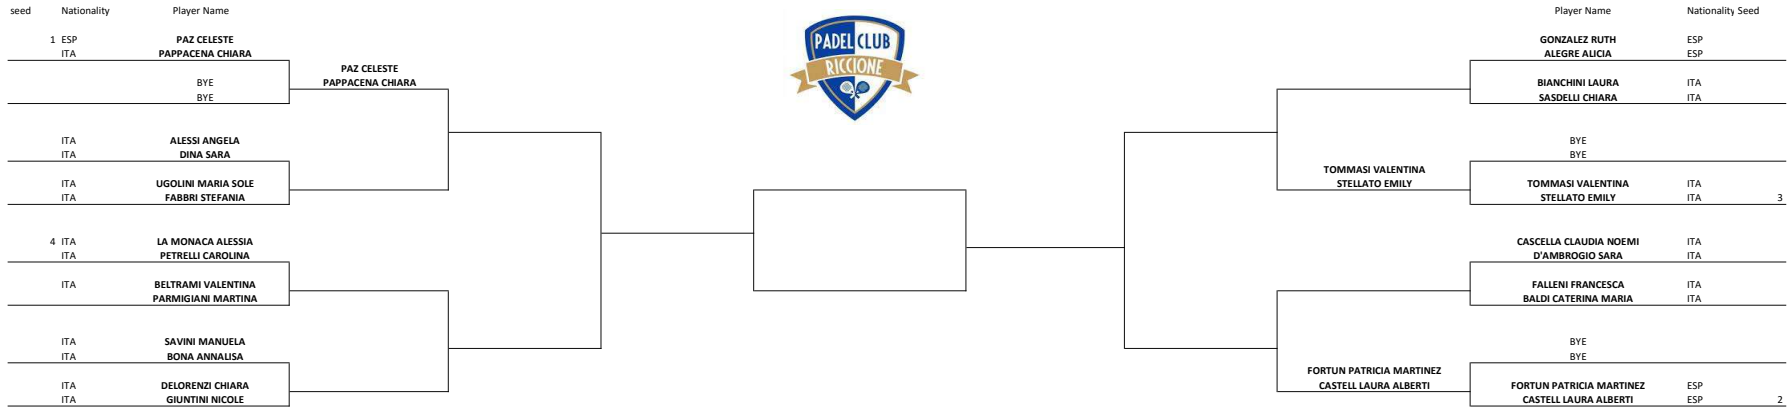 seed Nationality Player Name
1 ESP PAZ CELESTE
ITA PAPPACENA CHIARA
BYE
BYE
ITA ALESSI ANGELA
ITA DINA SARA
ITA UGOLINI MARIA SOLE
ITA FABBRI STEFANIA
4 ITA LA MONACA ALESSIA
ITA PETRELLI CAROLINA
ITA BELTRAMI VALENTINA
PARMIGIANI MARTINA
ITA SAVINI MANUELA
ITA BONA ANNALISA
ITA DELORENZI CHIARA
ITA GIUNTINI NICOLE
PAZ CELESTE
PAPPACENA CHIARA
PADEL CLUB
RICCIONE
TOMMASI VALENTINA
STELLATO EMILY
FORTUN PATRICIA MARTINEZ
CASTELL LAURA ALBERTI
Player Name Nationality Seed
GONZALEZ RUTH ESP
ALEGRE ALICIA ESP
BIANCHINI LAURA ITA
SASDELLI CHIARA ITA
BYE
BYE
TOMMASI VALENTINA ITA
STELLATO EMILY ITA 3
CASCELLA CLAUDIA NOEMI ITA
D'AMBROGIO SARA ITA
FALLENI FRANCESCA ITA
BALDI CATERINA MARIA ITA
BYE
BYE
FORTUN PATRICIA MARTINEZ ESP
CASTELL LAURA ALBERTI ESP 2